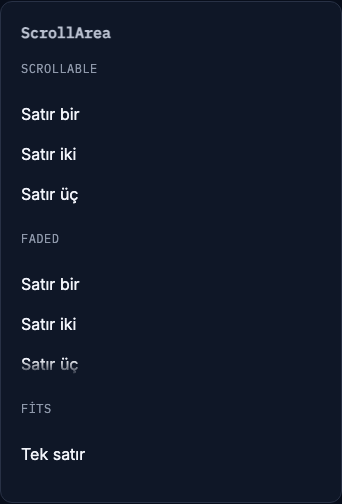 ScrollArea
SCROLLABLE
Satır bir
Satır iki
Satır üç
FADED
Satır bir
Satır iki
Satır üç
FİTS
Tek satır